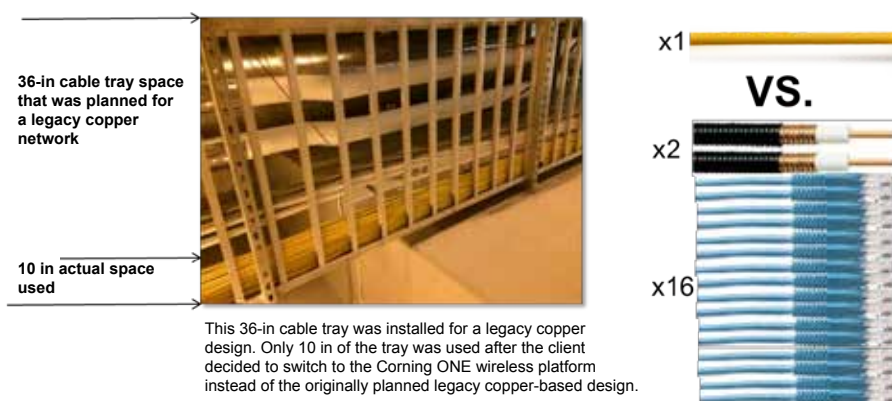 36-in cable tray space
that was planned for
a legacy copper
network
10 in actual space
used
This 36-in cable tray was installed for a legacy copper
design. Only 10 in of the tray was used after the client
decided to switch to the Corning ONE wireless platform
instead of the originally planned legacy copper-based design.
x1
VS.
x2
x16